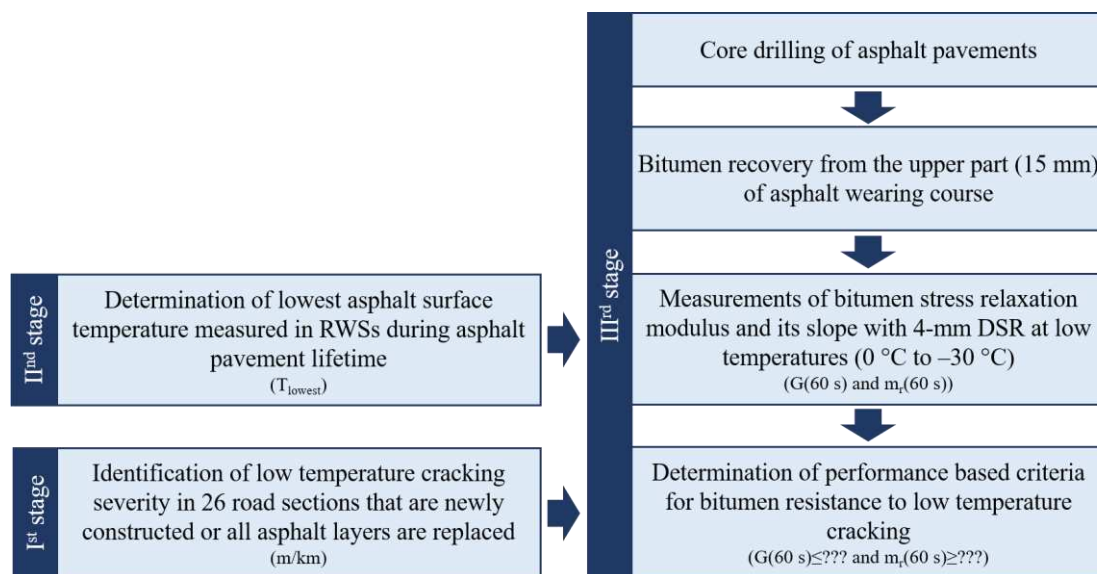 IIⁿᵈ stage
Determination of lowest asphalt surface
temperature measured in RWSs during asphalt
pavement lifetime
(T_lowest)
Iˢᵗ stage
Identification of low temperature cracking
severity in 26 road sections that are newly
constructed or all asphalt layers are replaced
(m/km)
IIIʳᵈ stage
Core drilling of asphalt pavements
Bitumen recovery from the upper part (15 mm)
of asphalt wearing course
Measurements of bitumen stress relaxation
modulus and its slope with 4-mm DSR at low
temperatures (0 °C to –30 °C)
(G(60 s) and mᵣ(60 s))
Determination of performance based criteria
for bitumen resistance to low temperature
cracking
(G(60 s)≤??? and mᵣ(60 s)≥???)